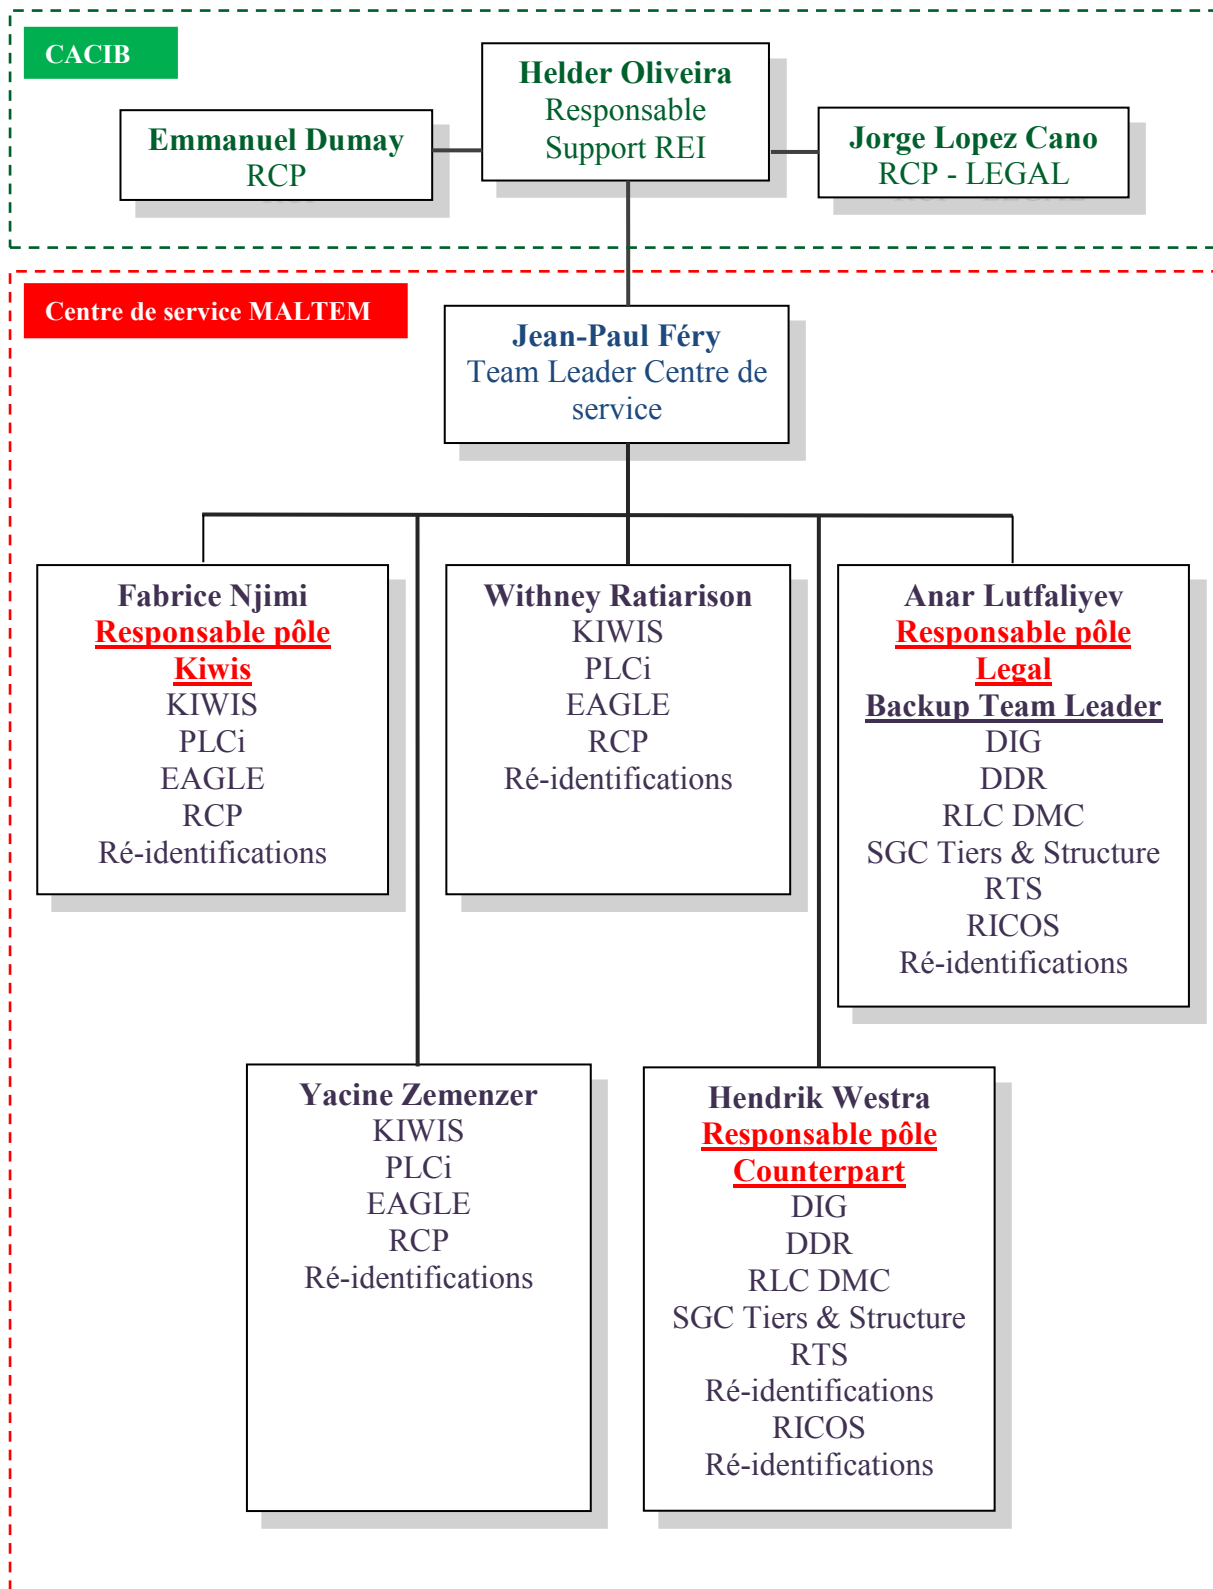 CACIB
Helder Oliveira
Responsable
Support REI
Emmanuel Dumay
RCP
Jorge Lopez Cano
RCP - LEGAL
Centre de service MALTEM
Jean-Paul Féry
Team Leader Centre de
service
Fabrice Njimi
Responsable pôle
Kiwis
KIWIS
PLCi
EAGLE
RCP
Ré-identifications
Withney Ratiarison
KIWIS
PLCi
EAGLE
RCP
Ré-identifications
Anar Lutfaliyev
Responsable pôle
Legal
Backup Team Leader
DIG
DDR
RLC DMC
SGC Tiers & Structure
RTS
RICOS
Ré-identifications
Yacine Zemenzer
KIWIS
PLCi
EAGLE
RCP
Ré-identifications
Hendrik Westra
Responsable pôle
Counterpart
DIG
DDR
RLC DMC
SGC Tiers & Structure
RTS
Ré-identifications
RICOS
Ré-identifications